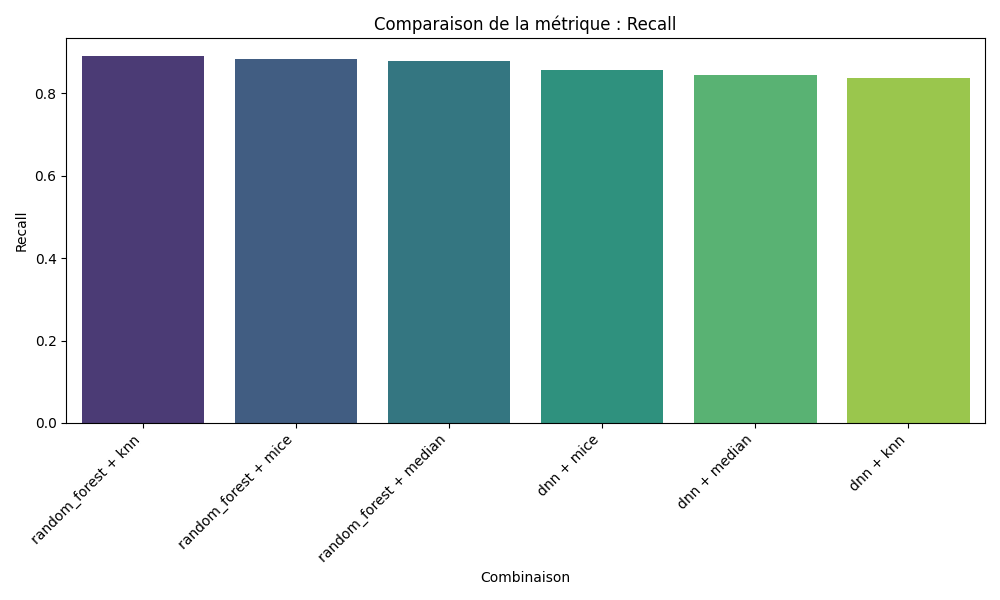 Comparaison de la métrique : Recall
Recall
0.8
0.6
0.4
0.2
0.0
random_forest + knn
random_forest + mice
random_forest + median
dnn + mice
dnn + median
dnn + knn
Combinaison